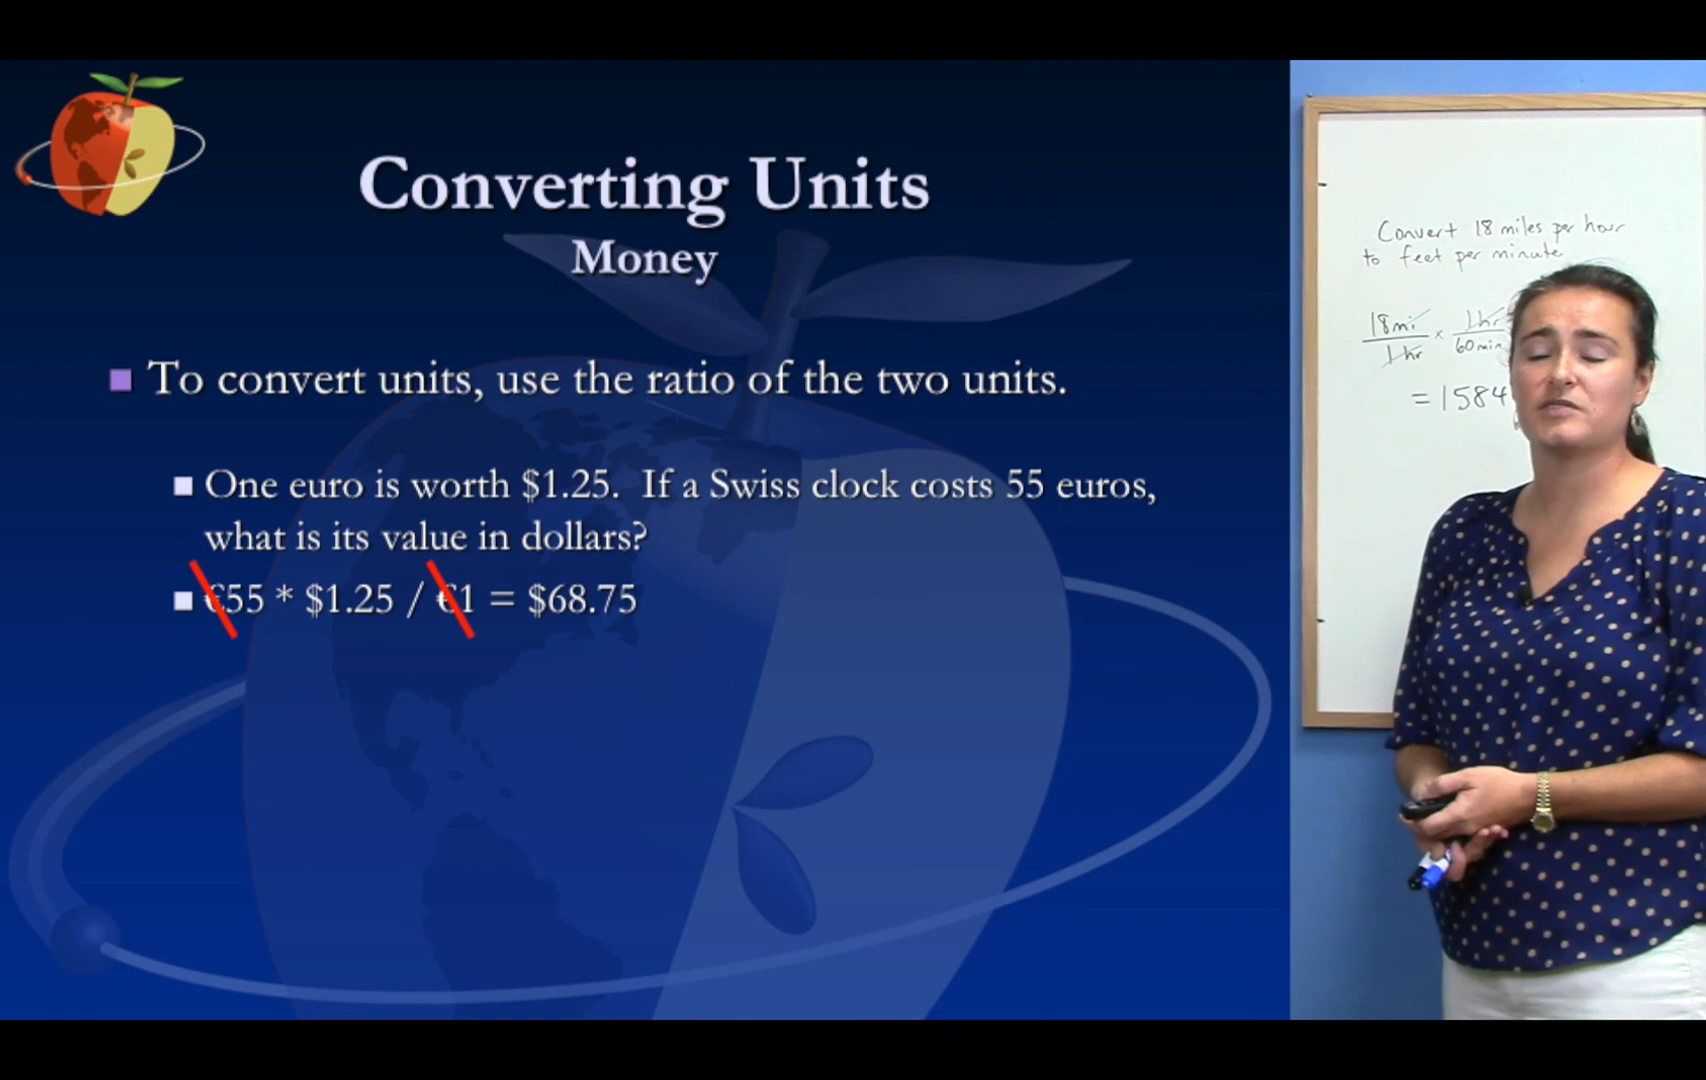 Converting Units
Money
To convert units, use the ratio of the two units.
One euro is worth $1.25. If a Swiss clock costs 55 euros,
what is its value in dollars?
€55 * $1.25 / €1 = $68.75
Convert 18 miles per hour
to feet per minute
18mi / 1hr × 1hr / 60min
= 1584